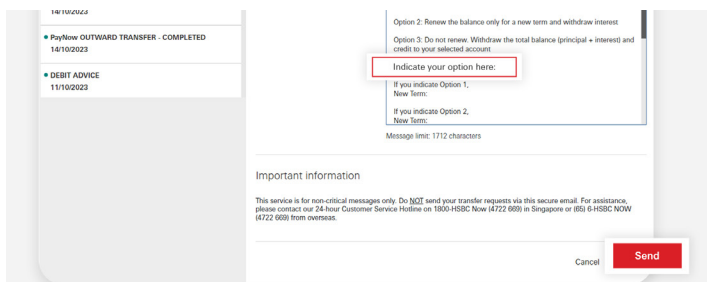 14/10/2023
PayNow OUTWARD TRANSFER - COMPLETED
14/10/2023
DEBIT ADVICE
11/10/2023
Option 2: Renew the balance only for a new term and withdraw interest
Option 3: Do not renew. Withdraw the total balance (principal + interest) and
credit to your selected account
Indicate your option here:
If you indicate Option 1,
New Term:
If you indicate Option 2,
New Term:
Message limit: 1712 characters
Important information
This service is for non-critical messages only. Do NOT send your transfer requests via this secure email. For assistance,
please contact our 24-hour Customer Service Hotline on 1800-HSBC Now (4722 669) in Singapore or (65) 6-HSBC NOW
(4722 669) from overseas.
Cancel
Send